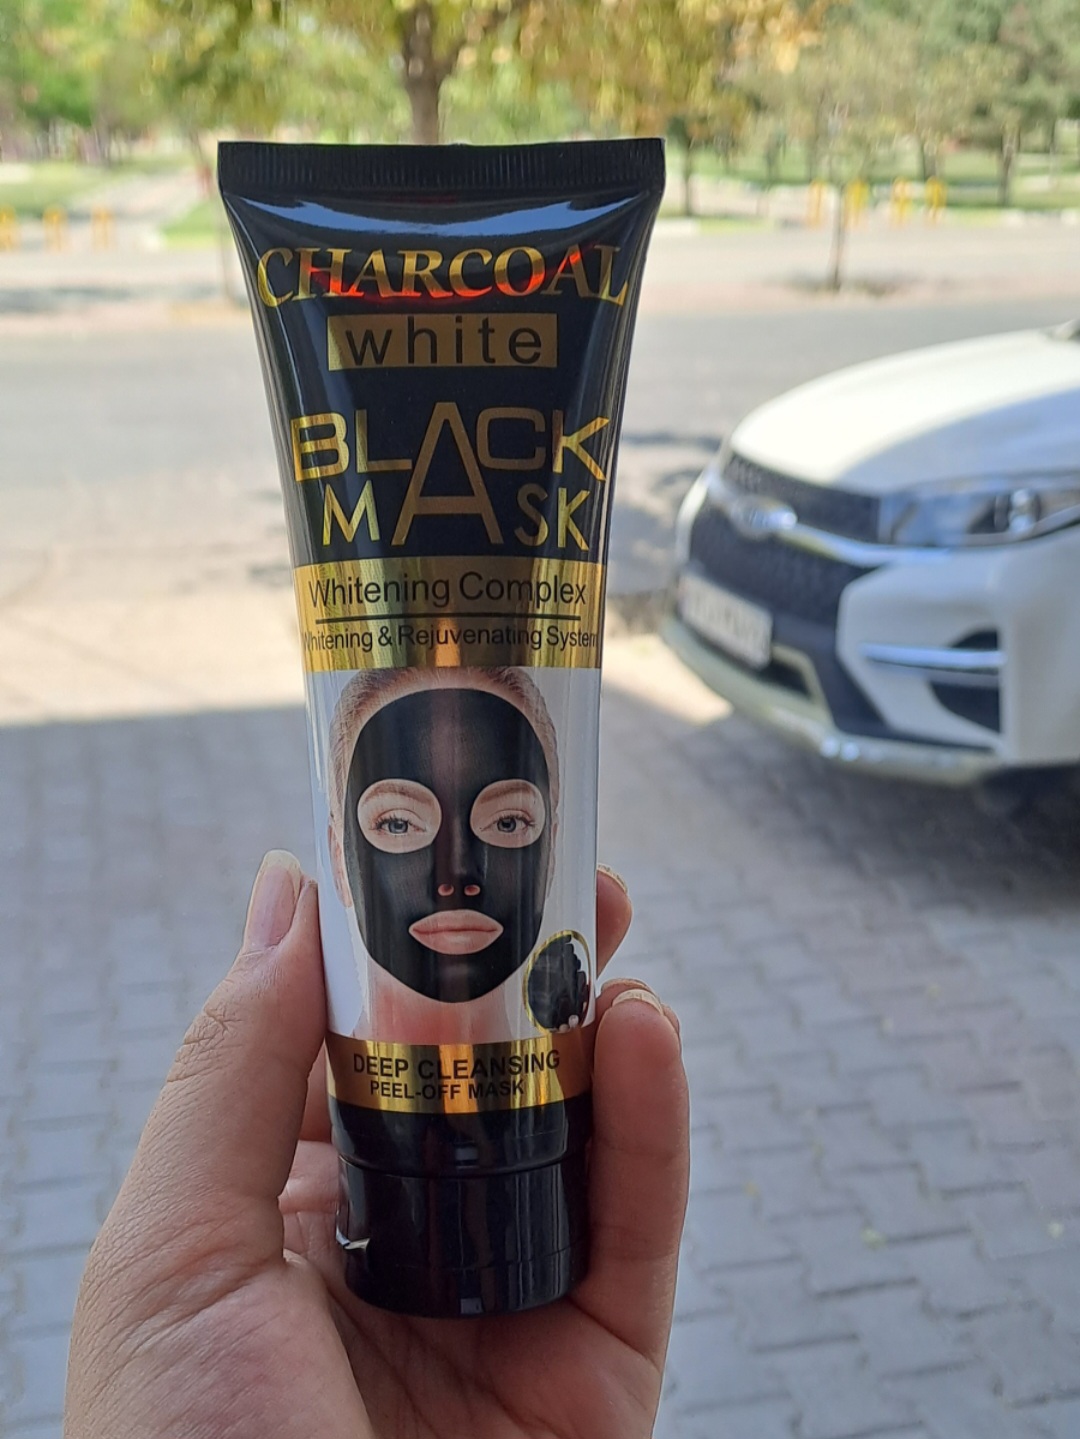 CHARCOAL
white
BLACK
MASK
Whitening Complex
Whitening & Rejuvenating System
DEEP CLEANSING
PEEL-OFF MASK